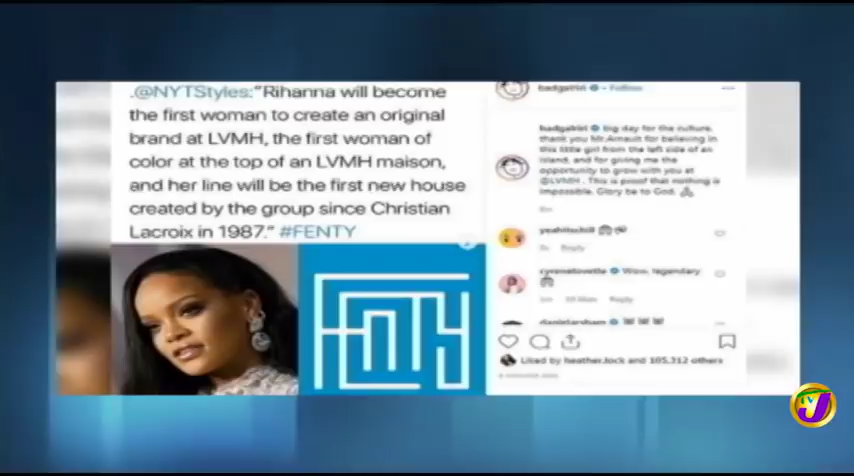 .@NYTStyles:"Rihanna will become
the first woman to create an original
brand at LVMH, the first woman of
color at the top of an LVMH maison,
and her line will be the first new house
created by the group since Christian
Lacroix in 1987." #FENTY
FENTY
badgalriri • Follow
badgalriri big day for the culture.
thank you Mr.Arnault for believing in
this little girl from the left side of an
island, and for giving me the
opportunity to grow with you at
@LVMH . This is proof that nothing is
impossible. Glory be to God.
Reply
Wow, legendary
Reply
Liked by heather.lock and 105,312 others
TVJ